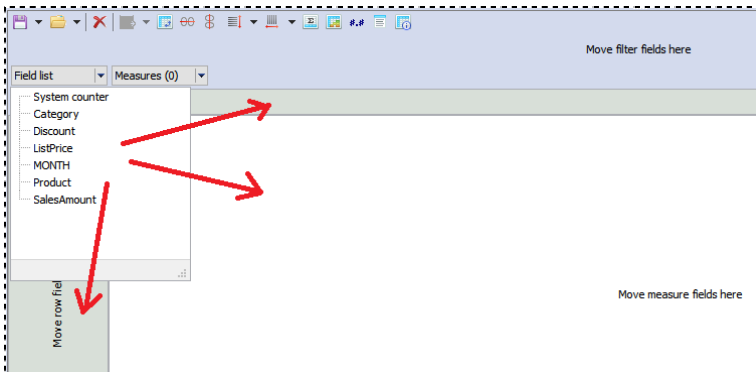 #.#
Move filter fields here
Field list
Measures (0)
System counter
Category
Discount
ListPrice
MONTH
Product
SalesAmount
Move row fiel
Move measure fields here